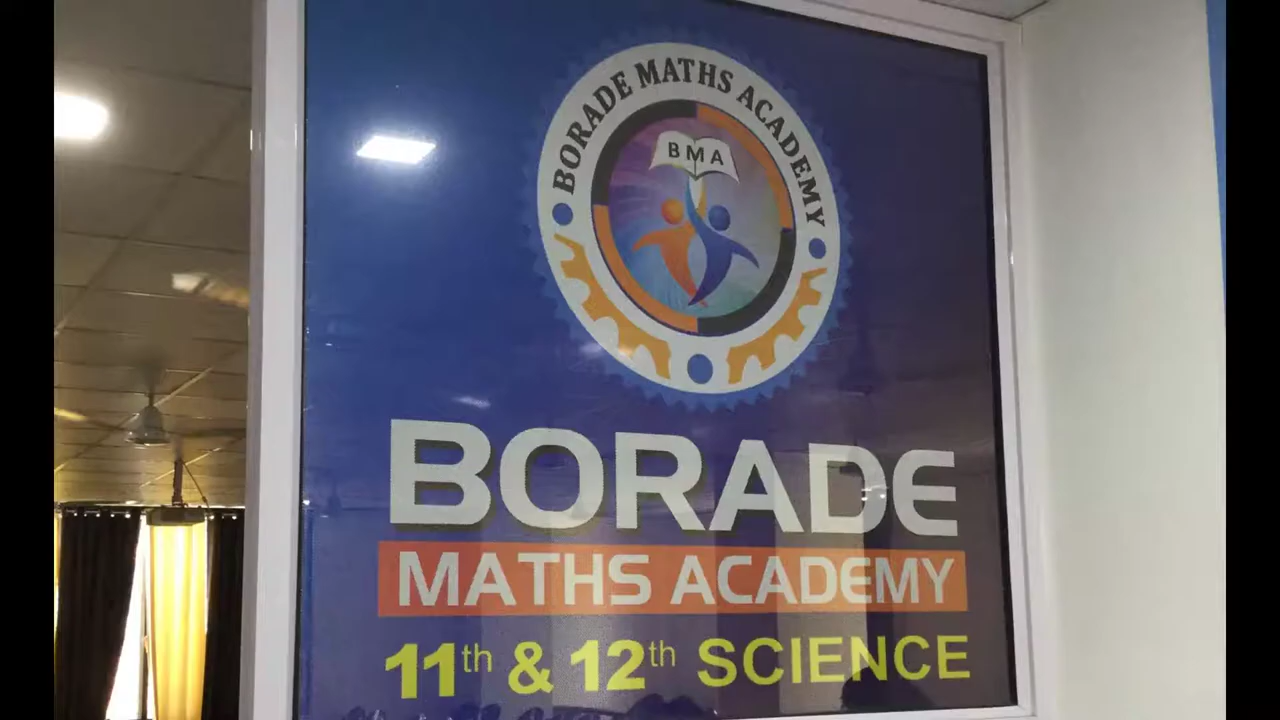 BORADE MATHS ACADEMY
BMA
BORADE
MATHS ACADEMY
11th & 12th SCIENCE